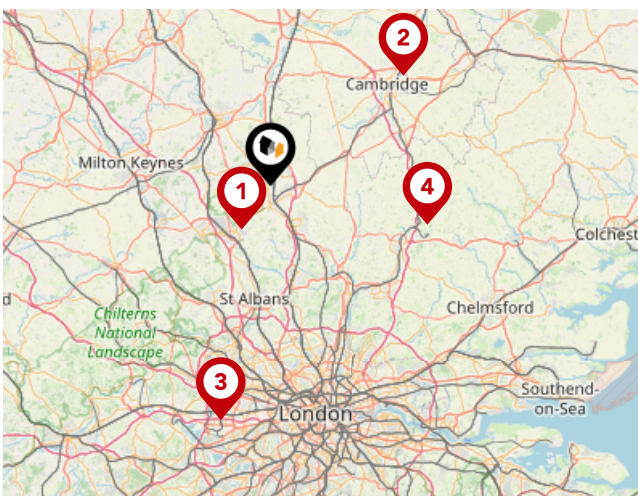 2
Cambridge
Milton Keynes
1
4
Colchest
St Albans
d
Chelmsford
Chilterns
National
Landscape
3
Southend-
on-Sea
London